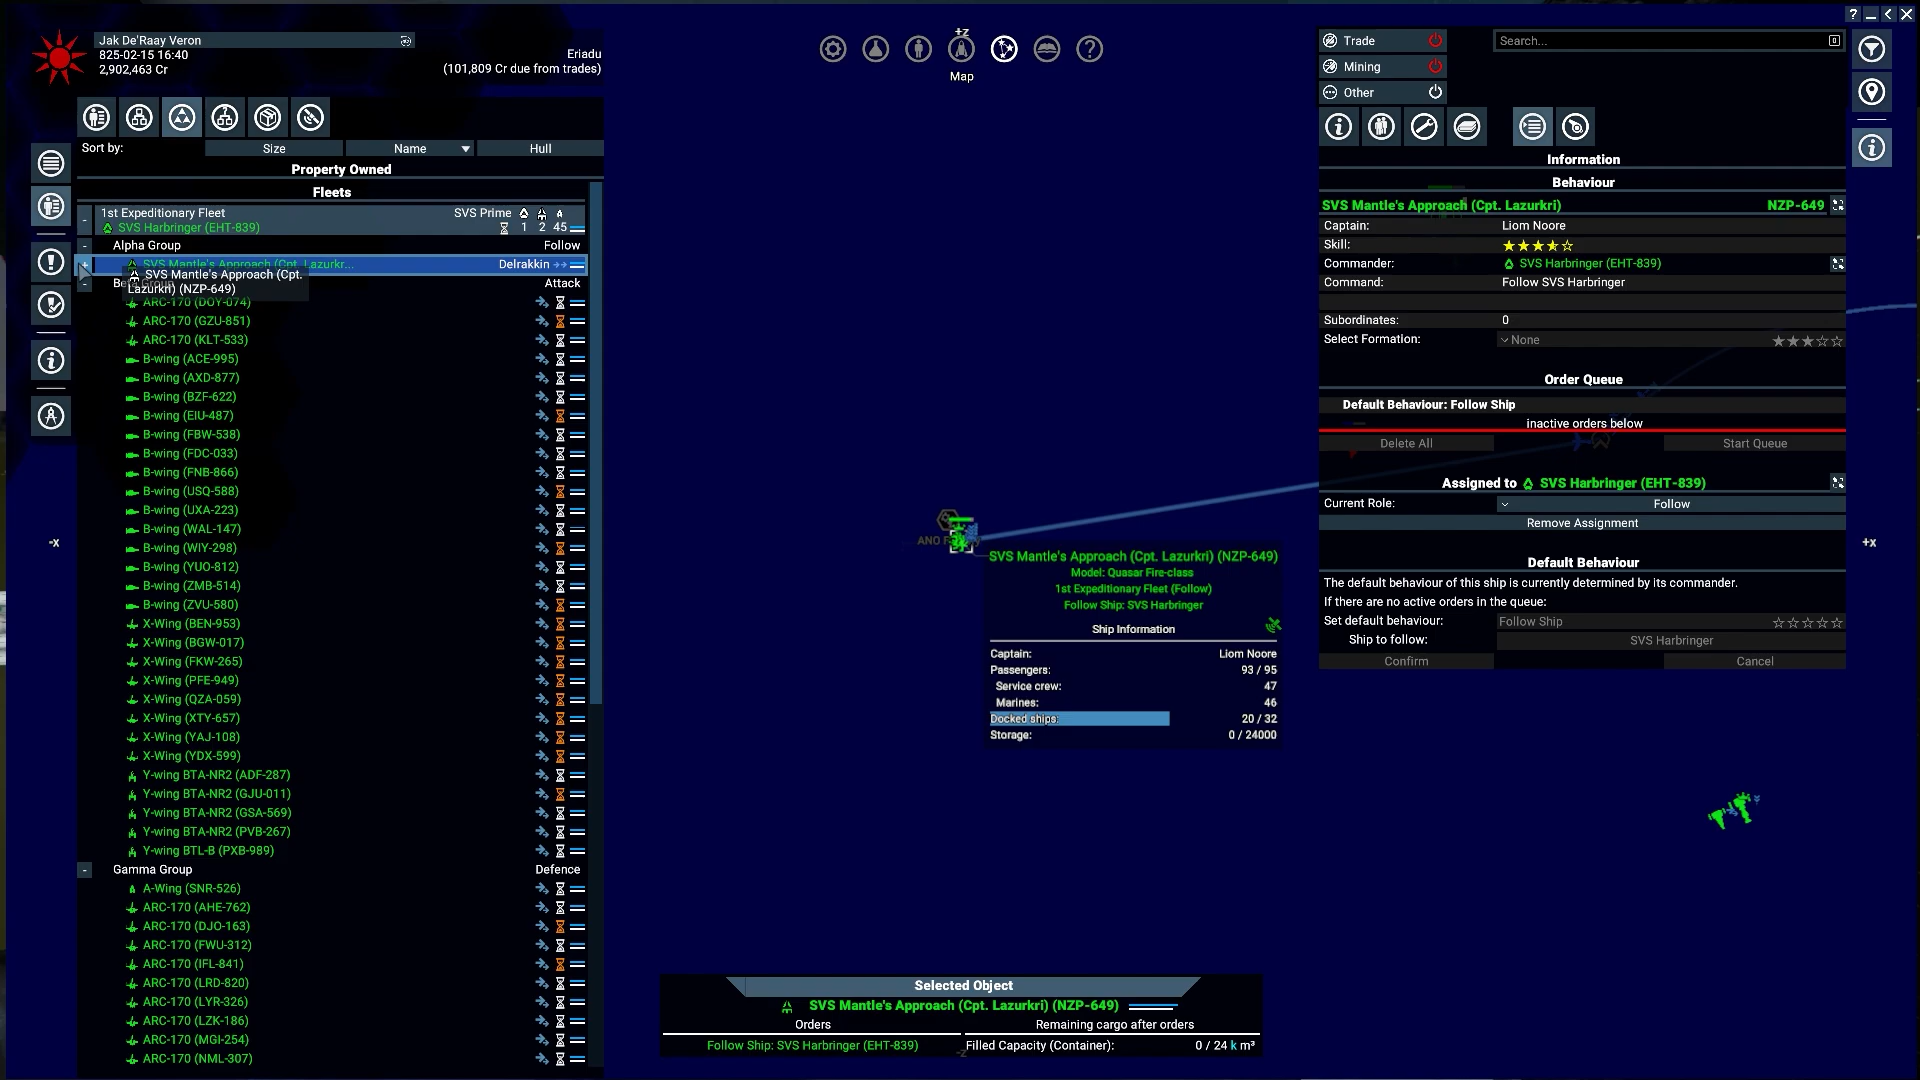 Jak De'Raay Veron
825-02-15 16:40
2,902,463 Cr
Eriadu
(101,809 Cr due from trades)
Sort by:
Size
Name
Hull
Property Owned
Fleets
1st Expeditionary Fleet SVS Prime
SVS Harbringer (EHT-839) 1 2 45
- Alpha Group Follow
+ SVS Mantle's Approach (Cpt. Lazurkr... Delrakkin
SVS Mantle's Approach (Cpt.
Lazurkri) (NZP-649)
- Beta Group Attack
ARC-170 (DOY-074)
ARC-170 (GZU-851)
ARC-170 (KLT-533)
B-wing (ACE-995)
B-wing (AXD-877)
B-wing (BZF-622)
B-wing (EIU-487)
B-wing (FBW-538)
B-wing (FDC-033)
B-wing (FNB-866)
B-wing (USQ-588)
B-wing (UXA-223)
B-wing (WAL-147)
B-wing (WIY-298)
B-wing (YUO-812)
B-wing (ZMB-514)
B-wing (ZVU-580)
X-Wing (BEN-953)
X-Wing (BGW-017)
X-Wing (FKW-265)
X-Wing (PFE-949)
X-Wing (QZA-059)
X-Wing (XTY-657)
X-Wing (YAJ-108)
X-Wing (YDX-599)
Y-wing BTA-NR2 (ADF-287)
Y-wing BTA-NR2 (GJU-011)
Y-wing BTA-NR2 (GSA-569)
Y-wing BTA-NR2 (PVB-267)
Y-wing BTL-B (PXB-989)
- Gamma Group Defence
A-Wing (SNR-526)
ARC-170 (AHE-762)
ARC-170 (DJO-163)
ARC-170 (FWU-312)
ARC-170 (IFL-841)
ARC-170 (LRD-820)
ARC-170 (LYR-326)
ARC-170 (LZK-186)
ARC-170 (MGI-254)
ARC-170 (NML-307)
+z
Map
-x
+x
-z
ANO
SVS Mantle's Approach (Cpt. Lazurkri) (NZP-649)
Model: Quasar Fire-class
1st Expeditionary Fleet (Follow)
Follow Ship: SVS Harbringer
Ship Information
Captain: Liom Noore
Passengers: 93 / 95
Service crew: 47
Marines: 46
Docked ships: 20 / 32
Storage: 0 / 24000
Selected Object
SVS Mantle's Approach (Cpt. Lazurkri) (NZP-649)
Orders
Remaining cargo after orders
Follow Ship: SVS Harbringer (EHT-839)
Filled Capacity (Container): 0 / 24 k m³
? _ < X
Trade
Mining
Other
Search...
Information
Behaviour
SVS Mantle's Approach (Cpt. Lazurkri) NZP-649
Captain: Liom Noore
Skill:
Commander: SVS Harbringer (EHT-839)
Command: Follow SVS Harbringer
Subordinates: 0
Select Formation: None
Order Queue
Default Behaviour: Follow Ship
inactive orders below
Delete All
Start Queue
Assigned to SVS Harbringer (EHT-839)
Current Role: Follow
Remove Assignment
Default Behaviour
The default behaviour of this ship is currently determined by its commander.
If there are no active orders in the queue:
Set default behaviour: Follow Ship
Ship to follow: SVS Harbringer
Confirm
Cancel